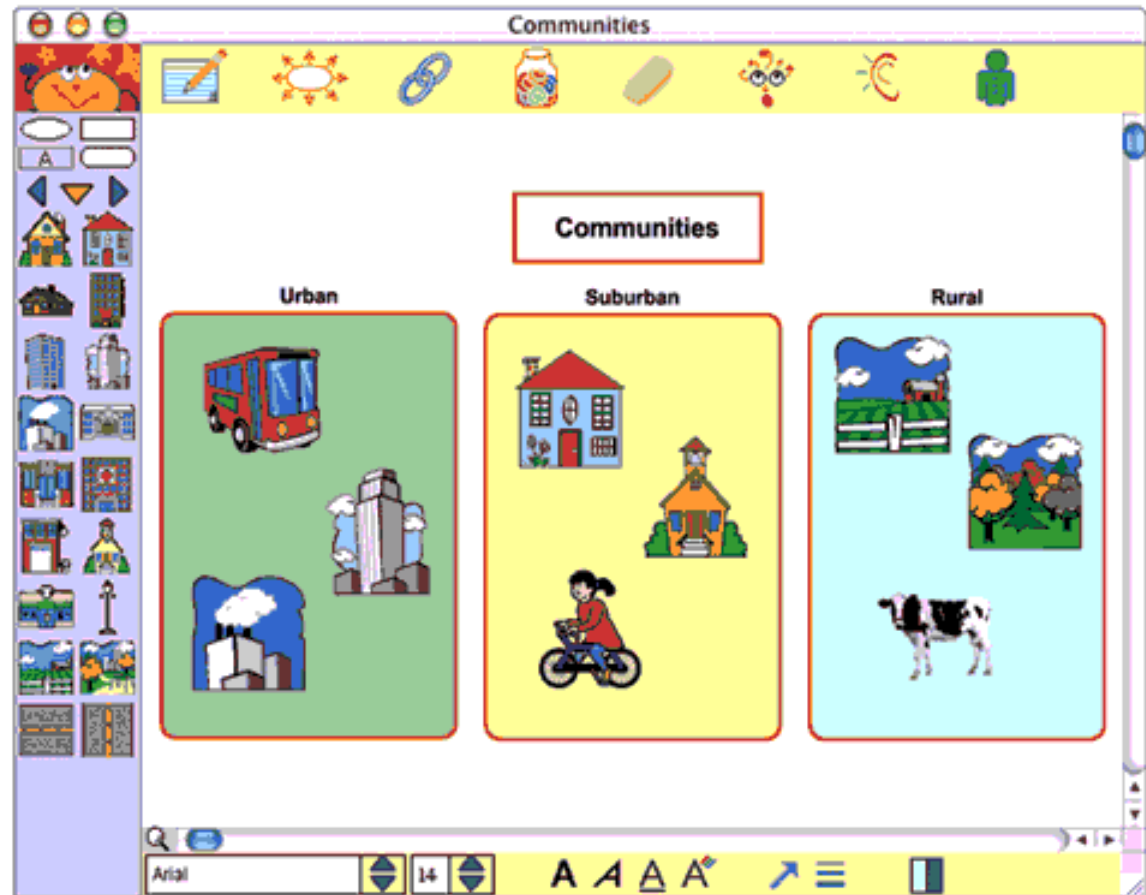 Communities
A
Communities
Urban
Suburban
Rural
Arial
14
A A A A